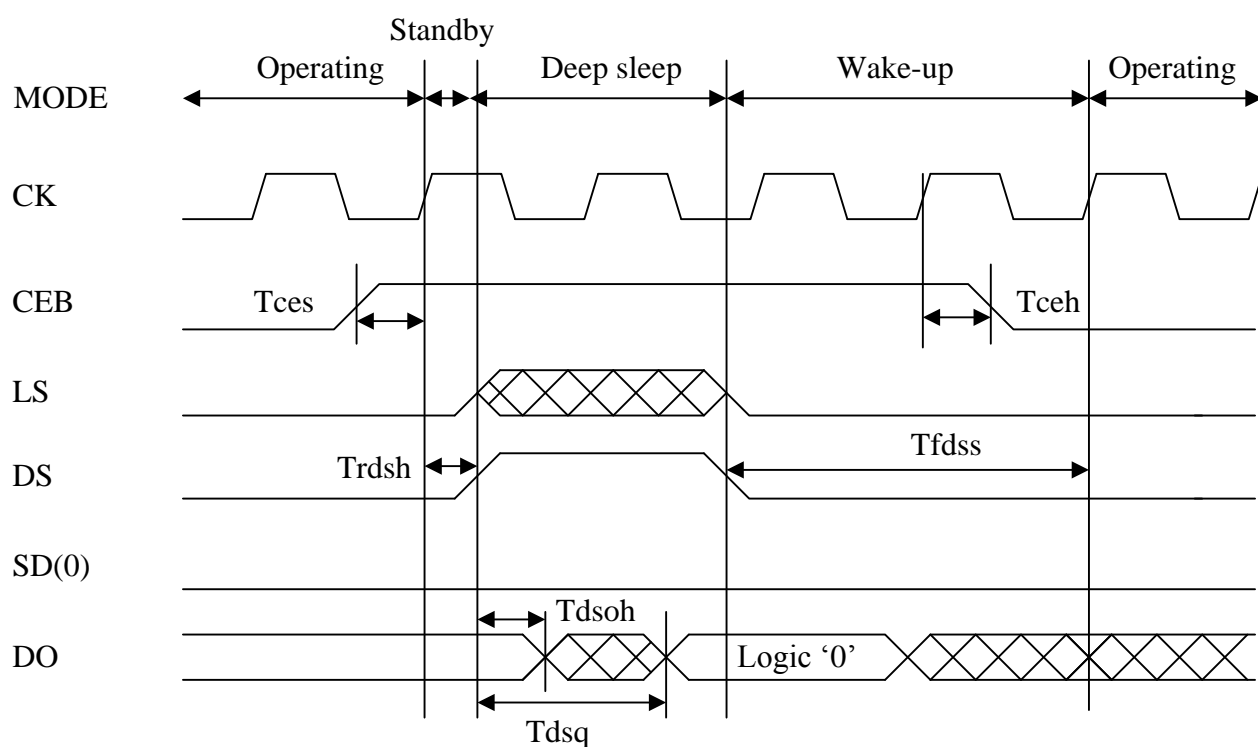 Standby
Operating Deep sleep Wake-up Operating
MODE
CK
CEB Tces Tceh
LS
DS Trdsh Tfdss
SD(0)
Tdsoh
DO Logic ‘0’
Tdsq